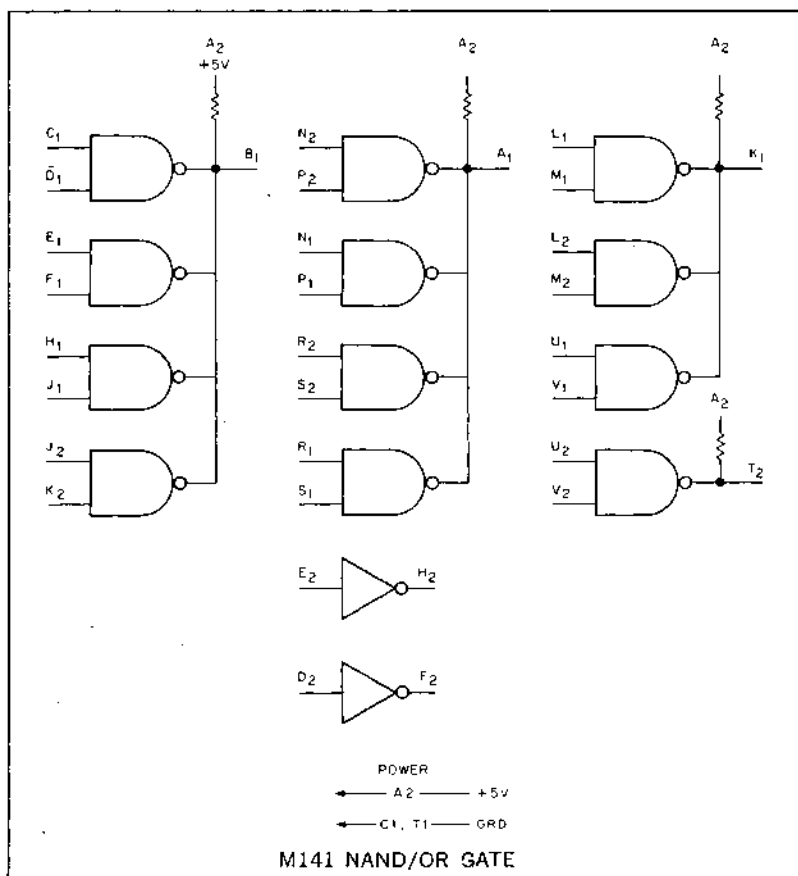 A2 A2 A2
+5V
C1 N2 L1
B1 A1 K1
D1 P2 M1
E1 N1 L2
F1 P1 M2
H1 R2 U1
J1 S2 V1
A2
J2 R1 U2
T2
K2 S1 V2
E2 H2
D2 F2
POWER
A2 +5V
C1, T1 GRD
M141 NAND/OR GATE